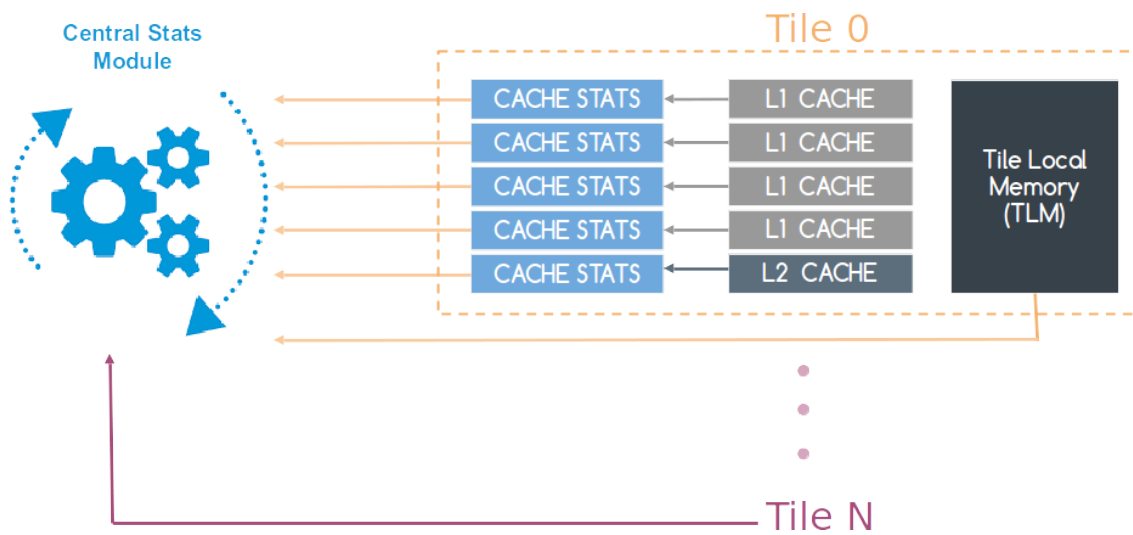 Tile 0
Central Stats
Module
CACHE STATS
L1 CACHE
CACHE STATS
L1 CACHE
CACHE STATS
L1 CACHE
CACHE STATS
L1 CACHE
CACHE STATS
L2 CACHE
Tile Local
Memory
(TLM)
Tile N